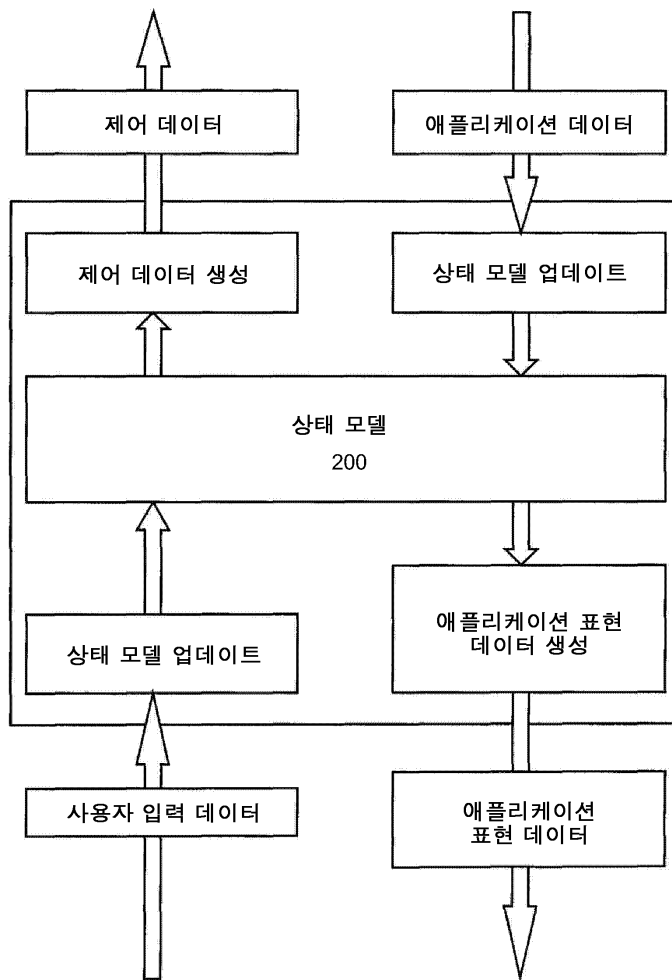 제어 데이터
애플리케이션 데이터
제어 데이터 생성
상태 모델 업데이트
상태 모델
200
애플리케이션 표현
데이터 생성
상태 모델 업데이트
사용자 입력 데이터
애플리케이션
표현 데이터